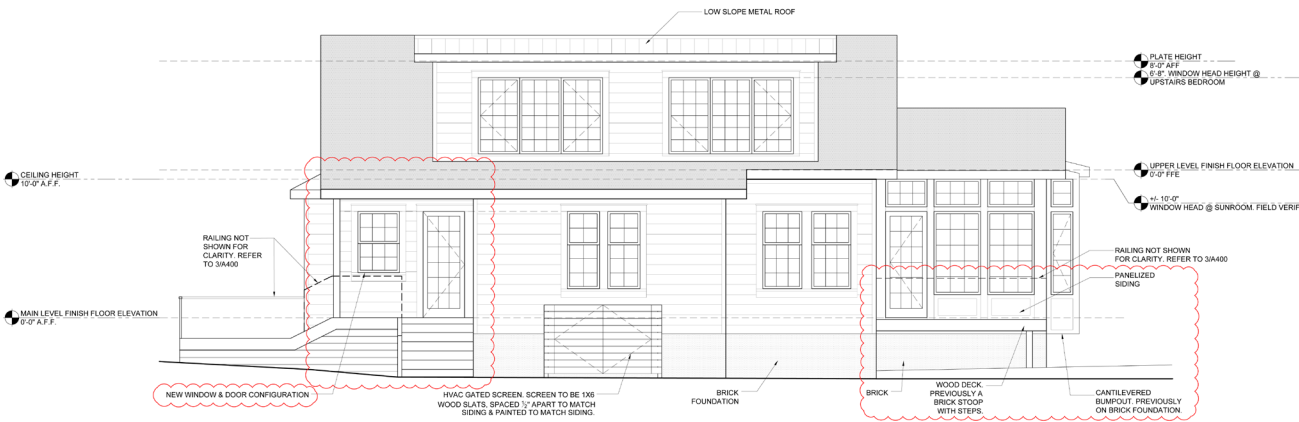 LOW SLOPE METAL ROOF
PLATE HEIGHT
8'-0" AFF
6'-8". WINDOW HEAD HEIGHT @
UPSTAIRS BEDROOM
CEILING HEIGHT
10'-0" A.F.F.
UPPER LEVEL FINISH FLOOR ELEVATION
0'-0" FFE
+/- 10'-0"
WINDOW HEAD @ SUNROOM. FIELD VERIF
RAILING NOT
SHOWN FOR
CLARITY. REFER
TO 3/A400
RAILING NOT SHOWN
FOR CLARITY. REFER TO 3/A400
PANELIZED
SIDING
MAIN LEVEL FINISH FLOOR ELEVATION
0'-0" A.F.F.
NEW WINDOW & DOOR CONFIGURATION
HVAC GATED SCREEN. SCREEN TO BE 1X6
WOOD SLATS, SPACED ½" APART TO MATCH
SIDING & PAINTED TO MATCH SIDING.
BRICK
FOUNDATION
BRICK
WOOD DECK.
PREVIOUSLY A
BRICK STOOP
WITH STEPS.
CANTILEVERED
BUMPOUT. PREVIOUSLY
ON BRICK FOUNDATION.